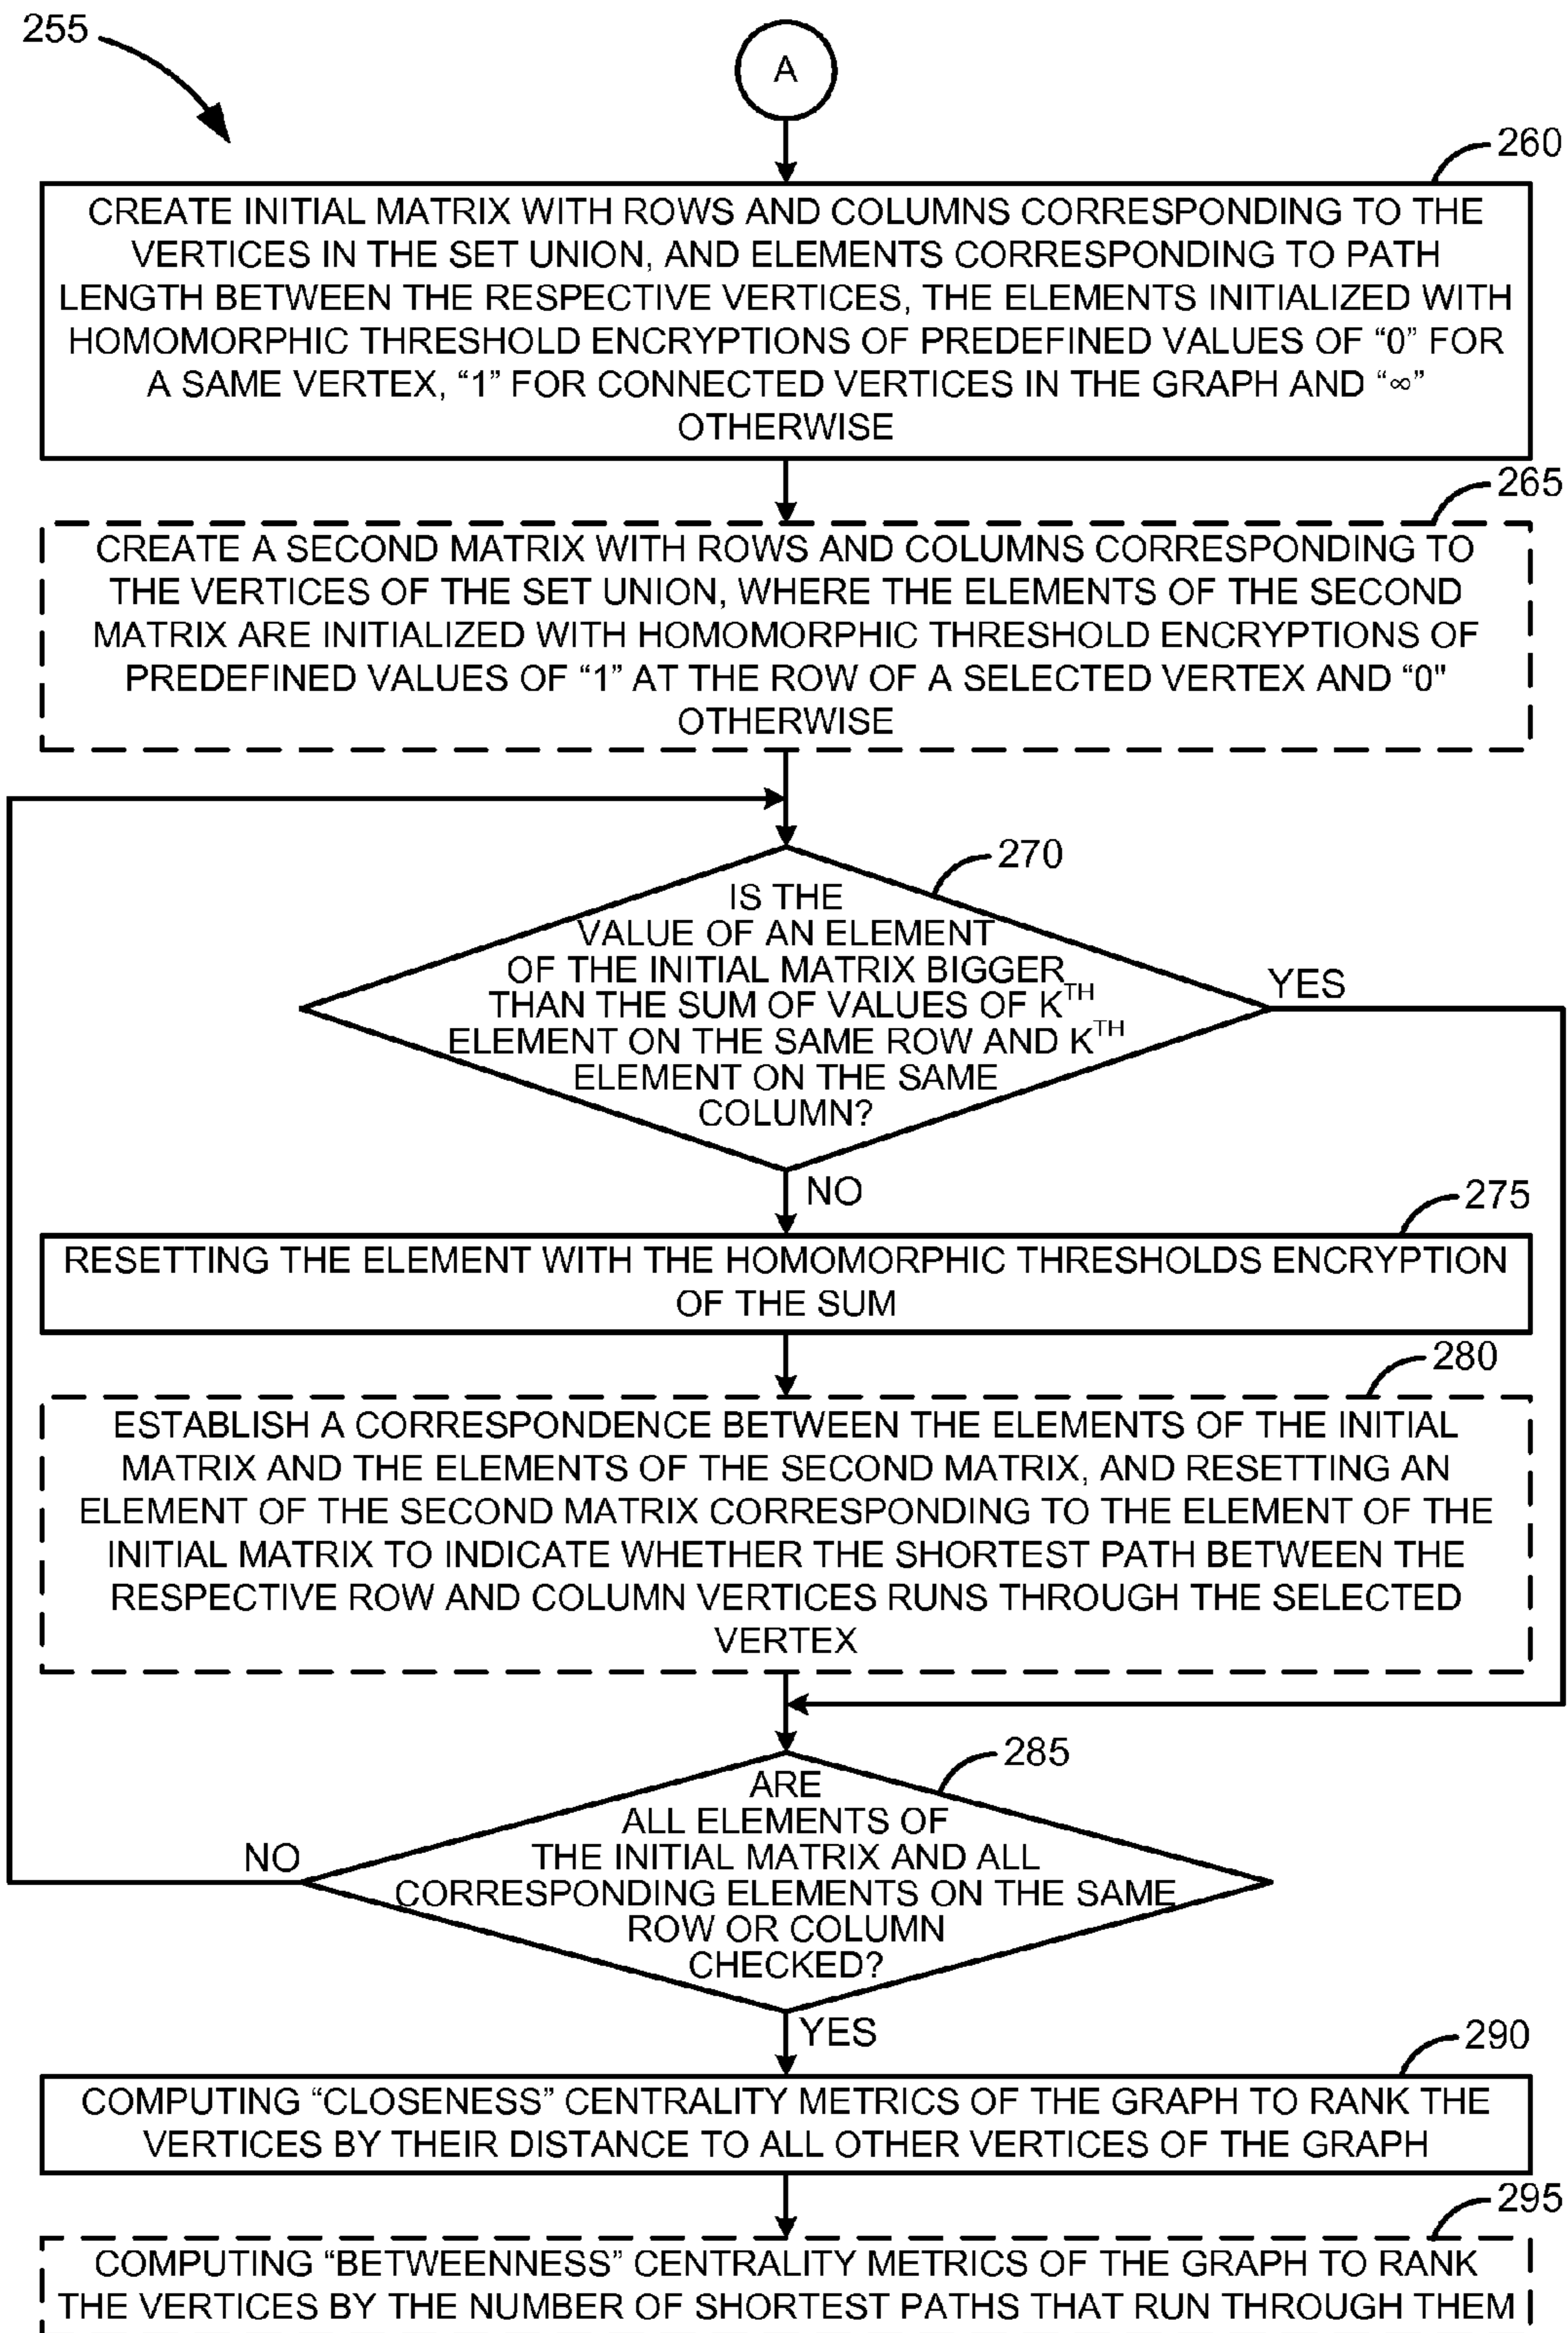 255
A
260
CREATE INITIAL MATRIX WITH ROWS AND COLUMNS CORRESPONDING TO THE
VERTICES IN THE SET UNION, AND ELEMENTS CORRESPONDING TO PATH
LENGTH BETWEEN THE RESPECTIVE VERTICES, THE ELEMENTS INITIALIZED WITH
HOMOMORPHIC THRESHOLD ENCRYPTIONS OF PREDEFINED VALUES OF “0” FOR
A SAME VERTEX, “1” FOR CONNECTED VERTICES IN THE GRAPH AND “∞”
OTHERWISE
265
CREATE A SECOND MATRIX WITH ROWS AND COLUMNS CORRESPONDING TO
THE VERTICES OF THE SET UNION, WHERE THE ELEMENTS OF THE SECOND
MATRIX ARE INITIALIZED WITH HOMOMORPHIC THRESHOLD ENCRYPTIONS OF
PREDEFINED VALUES OF “1” AT THE ROW OF A SELECTED VERTEX AND “0"
OTHERWISE
270
IS THE
VALUE OF AN ELEMENT
OF THE INITIAL MATRIX BIGGER
THAN THE SUM OF VALUES OF K^TH
ELEMENT ON THE SAME ROW AND K^TH
ELEMENT ON THE SAME
COLUMN?
YES
NO
275
RESETTING THE ELEMENT WITH THE HOMOMORPHIC THRESHOLDS ENCRYPTION
OF THE SUM
280
ESTABLISH A CORRESPONDENCE BETWEEN THE ELEMENTS OF THE INITIAL
MATRIX AND THE ELEMENTS OF THE SECOND MATRIX, AND RESETTING AN
ELEMENT OF THE SECOND MATRIX CORRESPONDING TO THE ELEMENT OF THE
INITIAL MATRIX TO INDICATE WHETHER THE SHORTEST PATH BETWEEN THE
RESPECTIVE ROW AND COLUMN VERTICES RUNS THROUGH THE SELECTED
VERTEX
285
ARE
ALL ELEMENTS OF
THE INITIAL MATRIX AND ALL
CORRESPONDING ELEMENTS ON THE SAME
ROW OR COLUMN
CHECKED?
NO
YES
290
COMPUTING “CLOSENESS” CENTRALITY METRICS OF THE GRAPH TO RANK THE
VERTICES BY THEIR DISTANCE TO ALL OTHER VERTICES OF THE GRAPH
295
COMPUTING “BETWEENNESS” CENTRALITY METRICS OF THE GRAPH TO RANK
THE VERTICES BY THE NUMBER OF SHORTEST PATHS THAT RUN THROUGH THEM